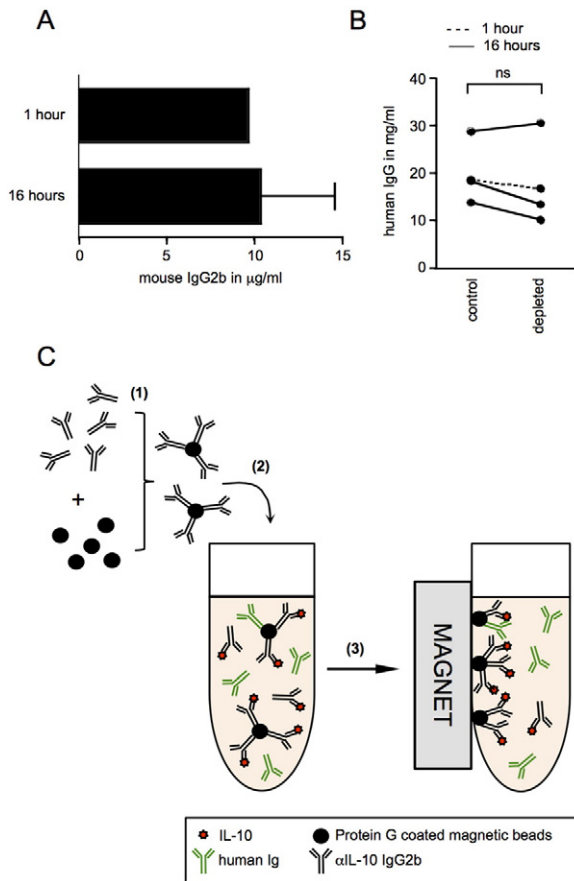 A
1 hour
16 hours
0 5 10 15
mouse IgG2b in μg/ml
B
1 hour
16 hours
ns
40
30
20
10
0
human IgG in mg/ml
control
depleted
C
(1)
+
(2)
(3)
MAGNET
IL-10
Protein G coated magnetic beads
human Ig
αIL-10 IgG2b